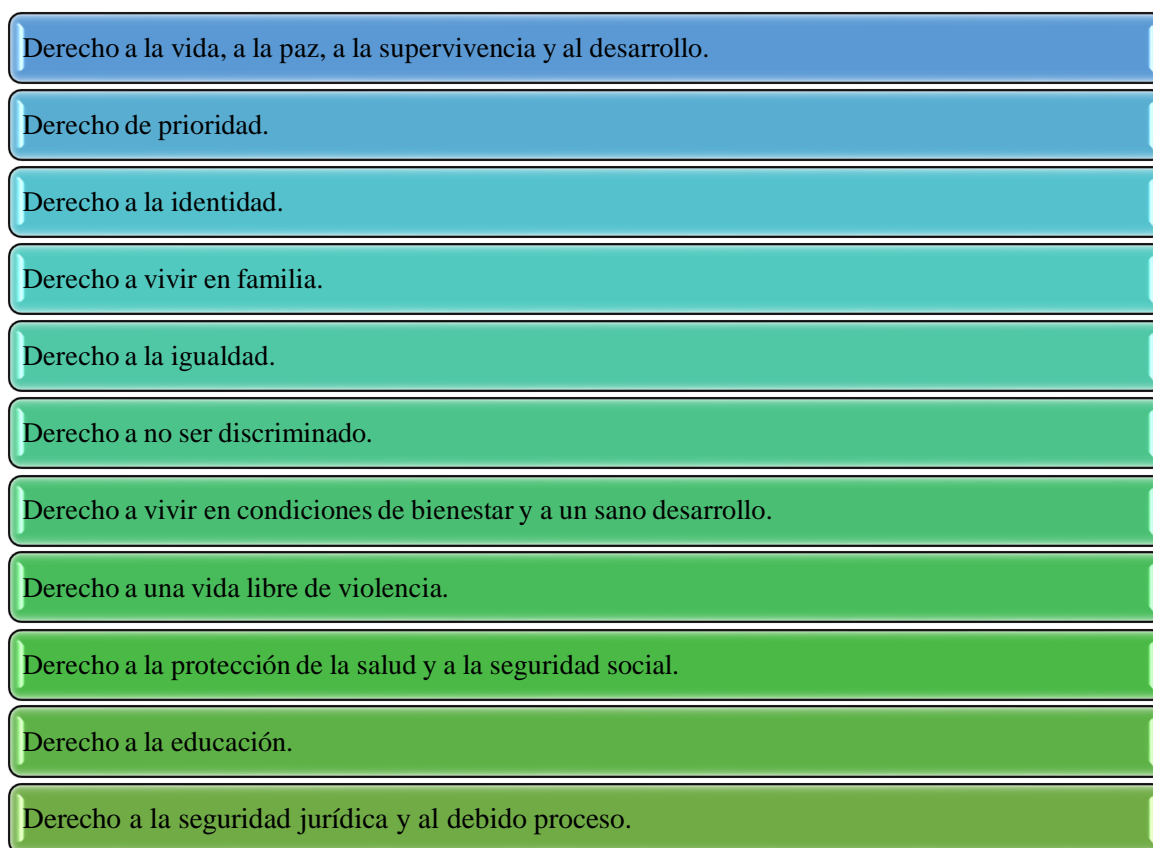 Derecho a la vida, a la paz, a la supervivencia y al desarrollo.
Derecho de prioridad.
Derecho a la identidad.
Derecho a vivir en familia.
Derecho a la igualdad.
Derecho a no ser discriminado.
Derecho a vivir en condiciones de bienestar y a un sano desarrollo.
Derecho a una vida libre de violencia.
Derecho a la protección de la salud y a la seguridad social.
Derecho a la educación.
Derecho a la seguridad jurídica y al debido proceso.